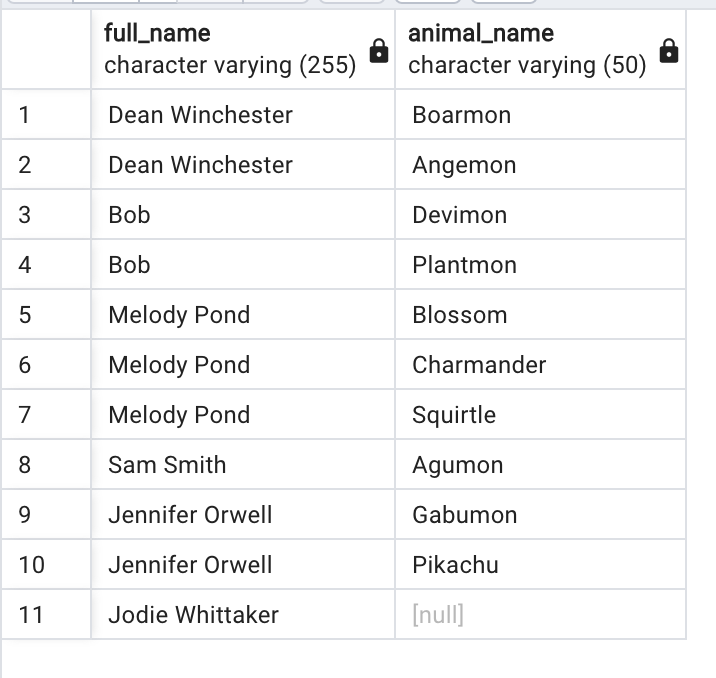 full_name animal_name
character varying (255) character varying (50)
1 Dean Winchester Boarmon
2 Dean Winchester Angemon
3 Bob Devimon
4 Bob Plantmon
5 Melody Pond Blossom
6 Melody Pond Charmander
7 Melody Pond Squirtle
8 Sam Smith Agumon
9 Jennifer Orwell Gabumon
10 Jennifer Orwell Pikachu
11 Jodie Whittaker [null]